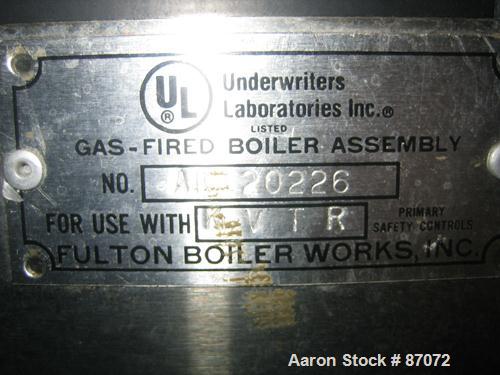 UL® Underwriters
Laboratories Inc.®
LISTED
GAS-FIRED BOILER ASSEMBLY
NO. 20226
FOR USE WITH V T R PRIMARY
SAFETY CONTROLS
FULTON BOILER WORKS, INC.
Aaron Stock # 87072